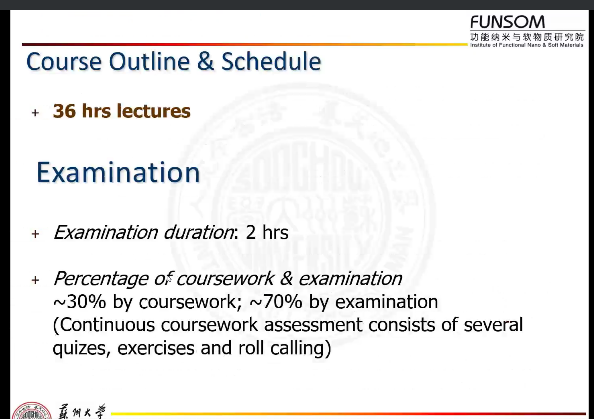 FUNSOM
功能纳米与软物质研究院
Institute of Functional Nano & Soft Materials
Course Outline & Schedule
+ 36 hrs lectures
Examination
+ Examination duration: 2 hrs
+ Percentage of coursework & examination
~30% by coursework; ~70% by examination
(Continuous coursework assessment consists of several
quizes, exercises and roll calling)
蘇州大学